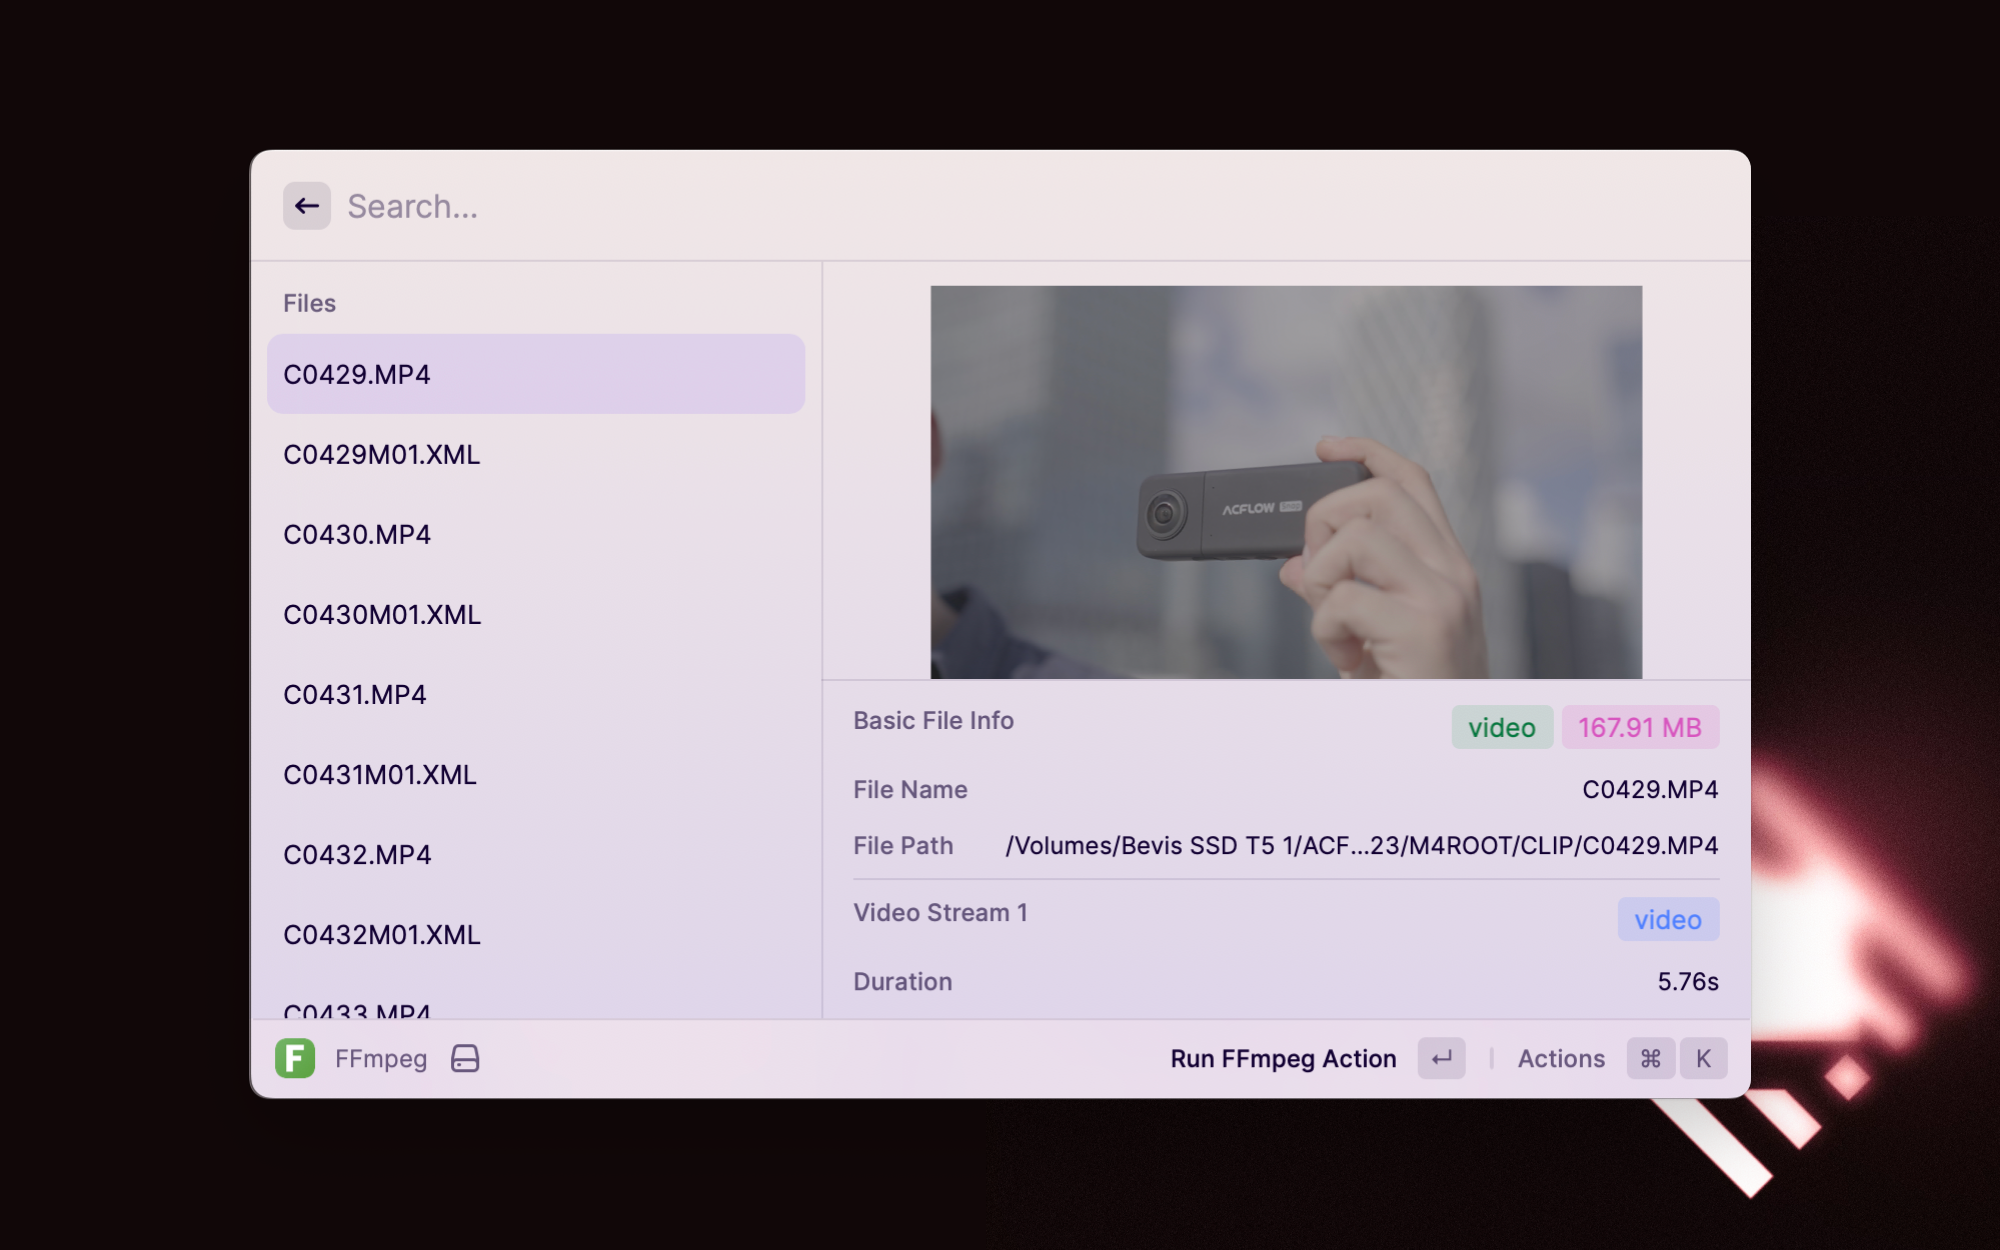 Search...
Files
C0429.MP4
C0429M01.XML
C0430.MP4
C0430M01.XML
C0431.MP4
C0431M01.XML
C0432.MP4
C0432M01.XML
C0433.MP4
ACFLOW Snap
Basic File Info video 167.91 MB
File Name C0429.MP4
File Path /Volumes/Bevis SSD T5 1/ACF...23/M4ROOT/CLIP/C0429.MP4
Video Stream 1 video
Duration 5.76s
F FFmpeg Run FFmpeg Action ↵ Actions ⌘ K